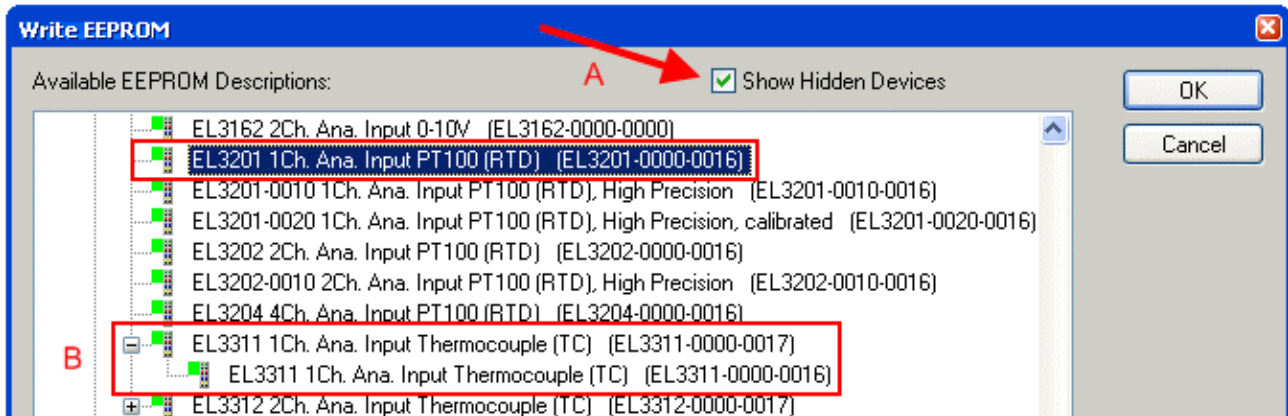 Write EEPROM
Available EEPROM Descriptions:
A
Show Hidden Devices
OK
Cancel
EL3162 2Ch. Ana. Input 0-10V (EL3162-0000-0000)
EL3201 1Ch. Ana. Input PT100 (RTD) (EL3201-0000-0016)
EL3201-0010 1Ch. Ana. Input PT100 (RTD), High Precision (EL3201-0010-0016)
EL3201-0020 1Ch. Ana. Input PT100 (RTD), High Precision, calibrated (EL3201-0020-0016)
EL3202 2Ch. Ana. Input PT100 (RTD) (EL3202-0000-0016)
EL3202-0010 2Ch. Ana. Input PT100 (RTD), High Precision (EL3202-0010-0016)
EL3204 4Ch. Ana. Input PT100 (RTD) (EL3204-0000-0016)
B
EL3311 1Ch. Ana. Input Thermocouple (TC) (EL3311-0000-0017)
EL3311 1Ch. Ana. Input Thermocouple (TC) (EL3311-0000-0016)
EL3312 2Ch. Ana. Input Thermocouple (TC) (EL3312-0000-0017)